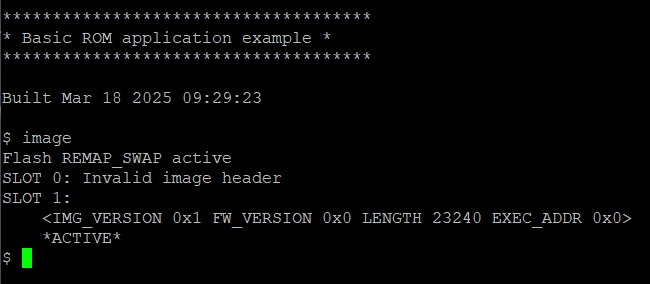 *************************************
* Basic ROM application example *
*************************************
Built Mar 18 2025 09:29:23
$ image
Flash REMAP_SWAP active
SLOT 0: Invalid image header
SLOT 1:
<IMG_VERSION 0x1 FW_VERSION 0x0 LENGTH 23240 EXEC_ADDR 0x0>
*ACTIVE*
$